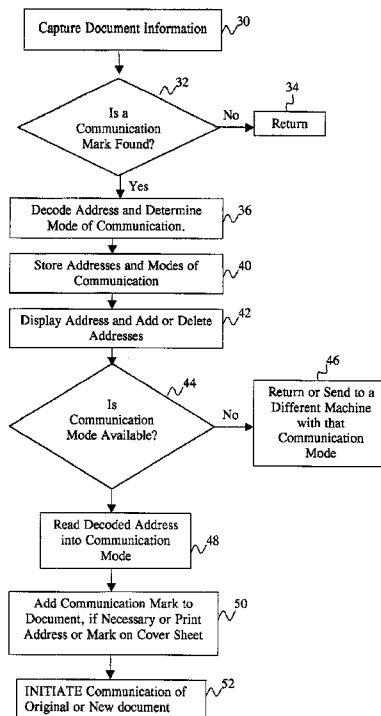 Capture Document Information
30
32
Is a
Communication
Mark Found?
No
34
Return
Yes
Decode Address and Determine
Mode of Communication.
36
Store Addresses and Modes of
Communication
40
Display Address and Add or Delete
Addresses
42
44
Is
Communication
Mode Available?
No
46
Return or Send to a
Different Machine
with that
Communication
Mode
Read Decoded Address
into Communication
Mode
48
Add Communication Mark to
Document, if Necessary or Print
Address or Mark on Cover Sheet
50
INITIATE Communication of
Original or New document
52